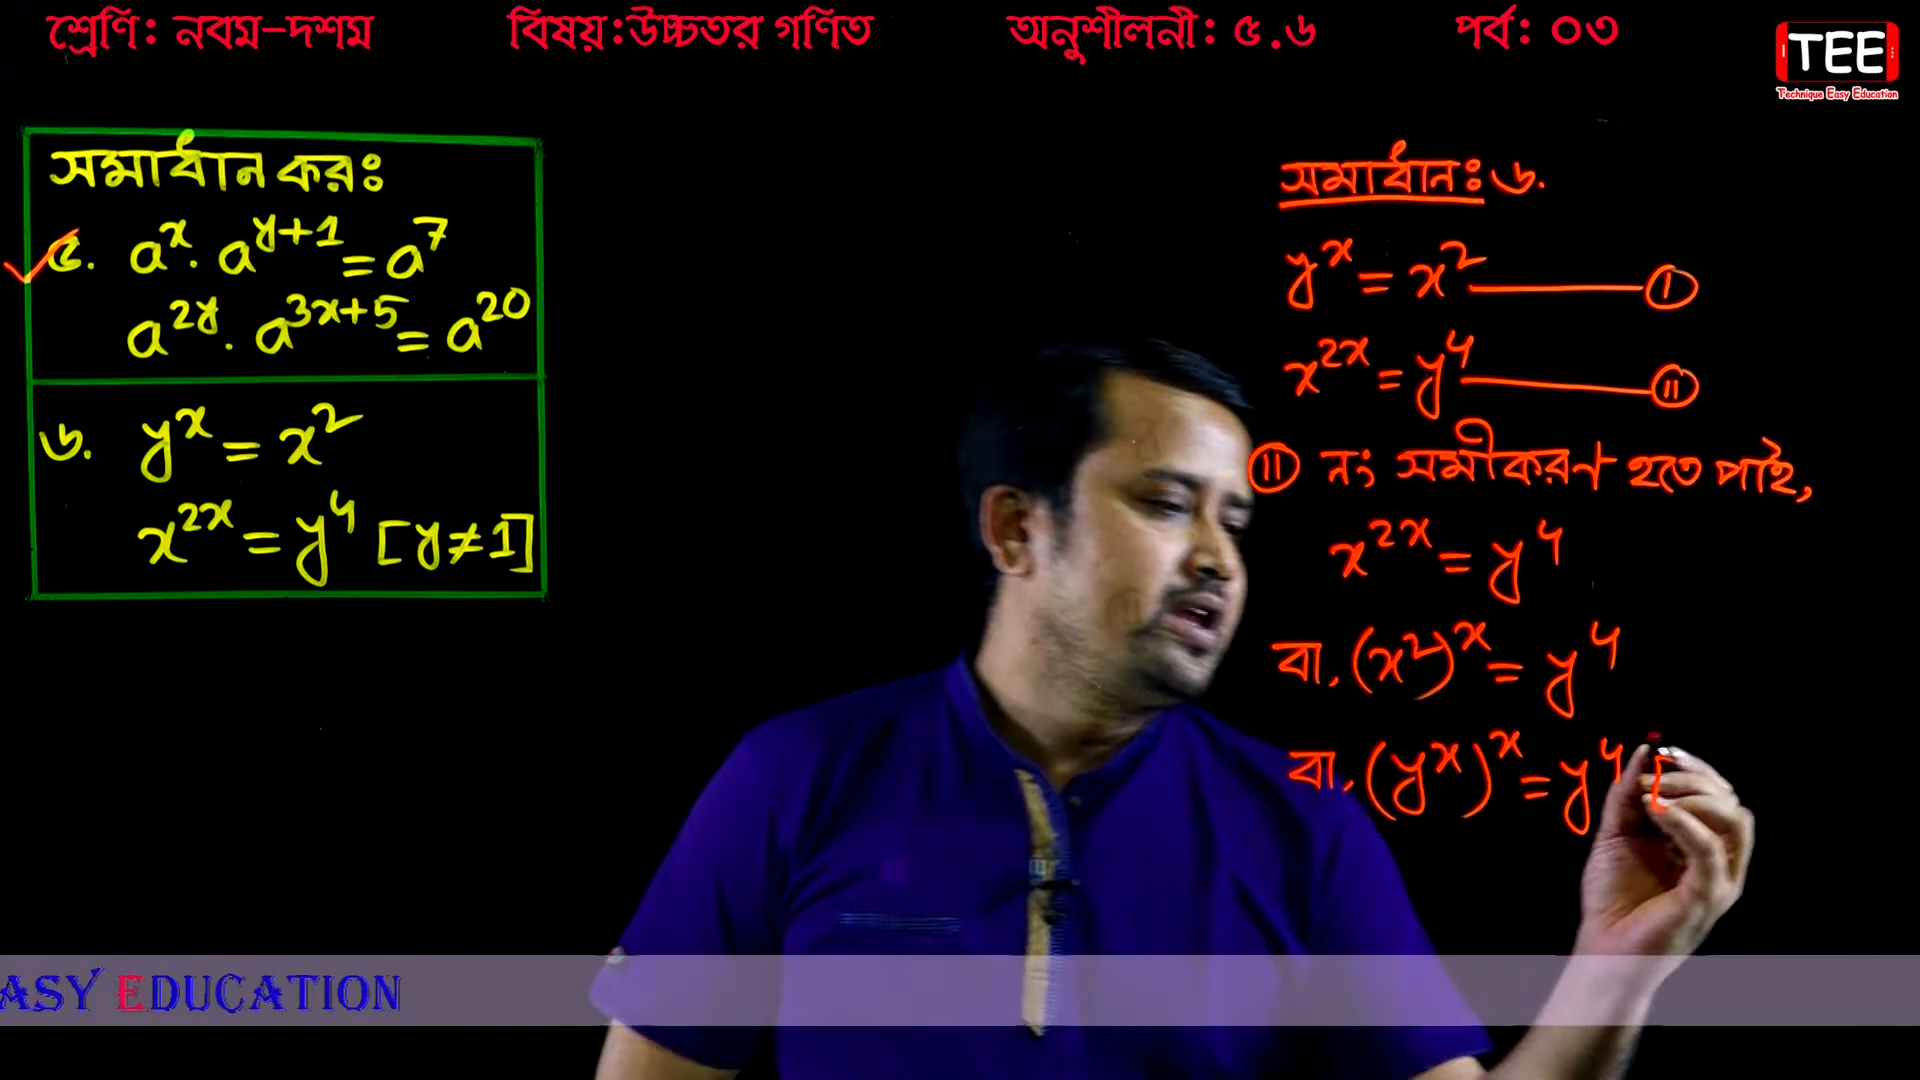 শ্রেণি: নবম-দশম বিষয়:উচ্চতর গণিত অনুশীলনী: ৫.৬ পর্ব: ০৩
TEE
Technique Easy Education
সমাধান করঃ
৫. a^x . a^{y+1} = a^7
a^{2y} . a^{3x+5} = a^{20}
৬. y^x = x^2
x^{2x} = y^4 [y≠1]
সমাধানঃ ৬.
y^x = x^2 ——— (I)
x^{2x} = y^4 ——— (II)
(II) নং সমীকরণ হতে পাই,
x^{2x} = y^4
বা, (x^2)^x = y^4
বা, (y^x)^x = y^4 [
ASY EDUCATION